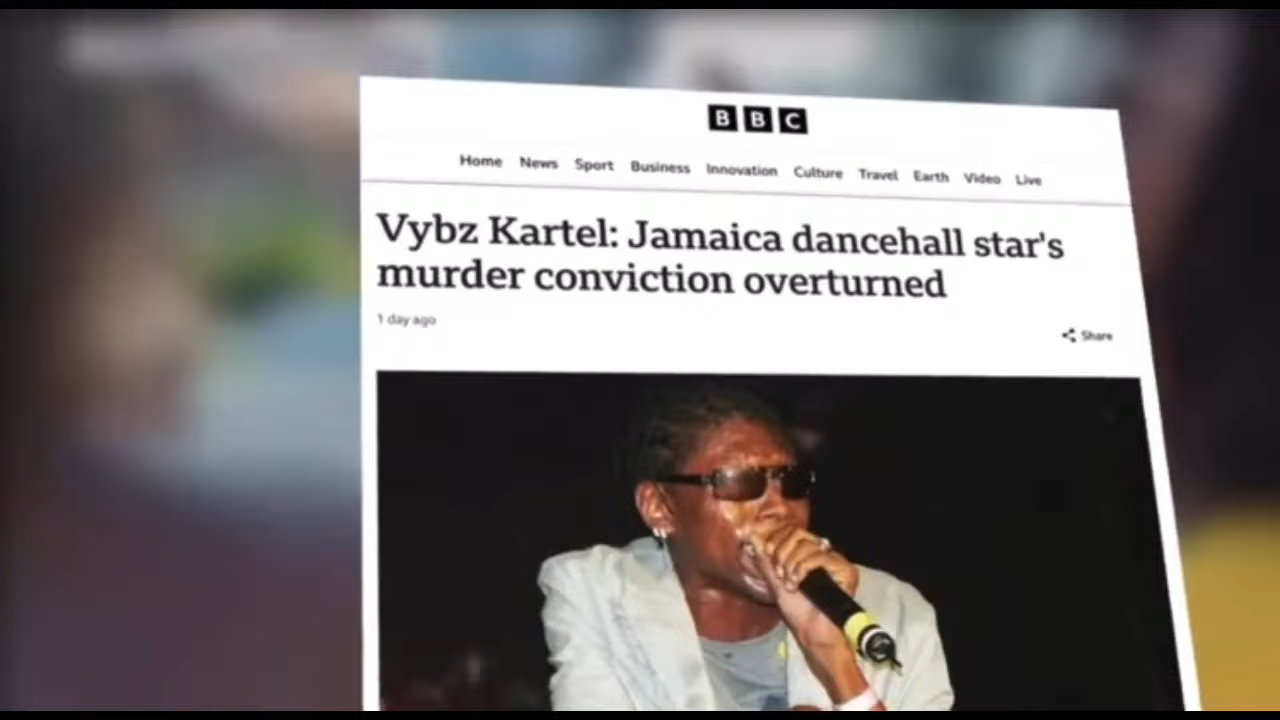 BBC
Home News Sport Business Innovation Culture Travel Earth Video Live
Vybz Kartel: Jamaica dancehall star's
murder conviction overturned
1 day ago
Share